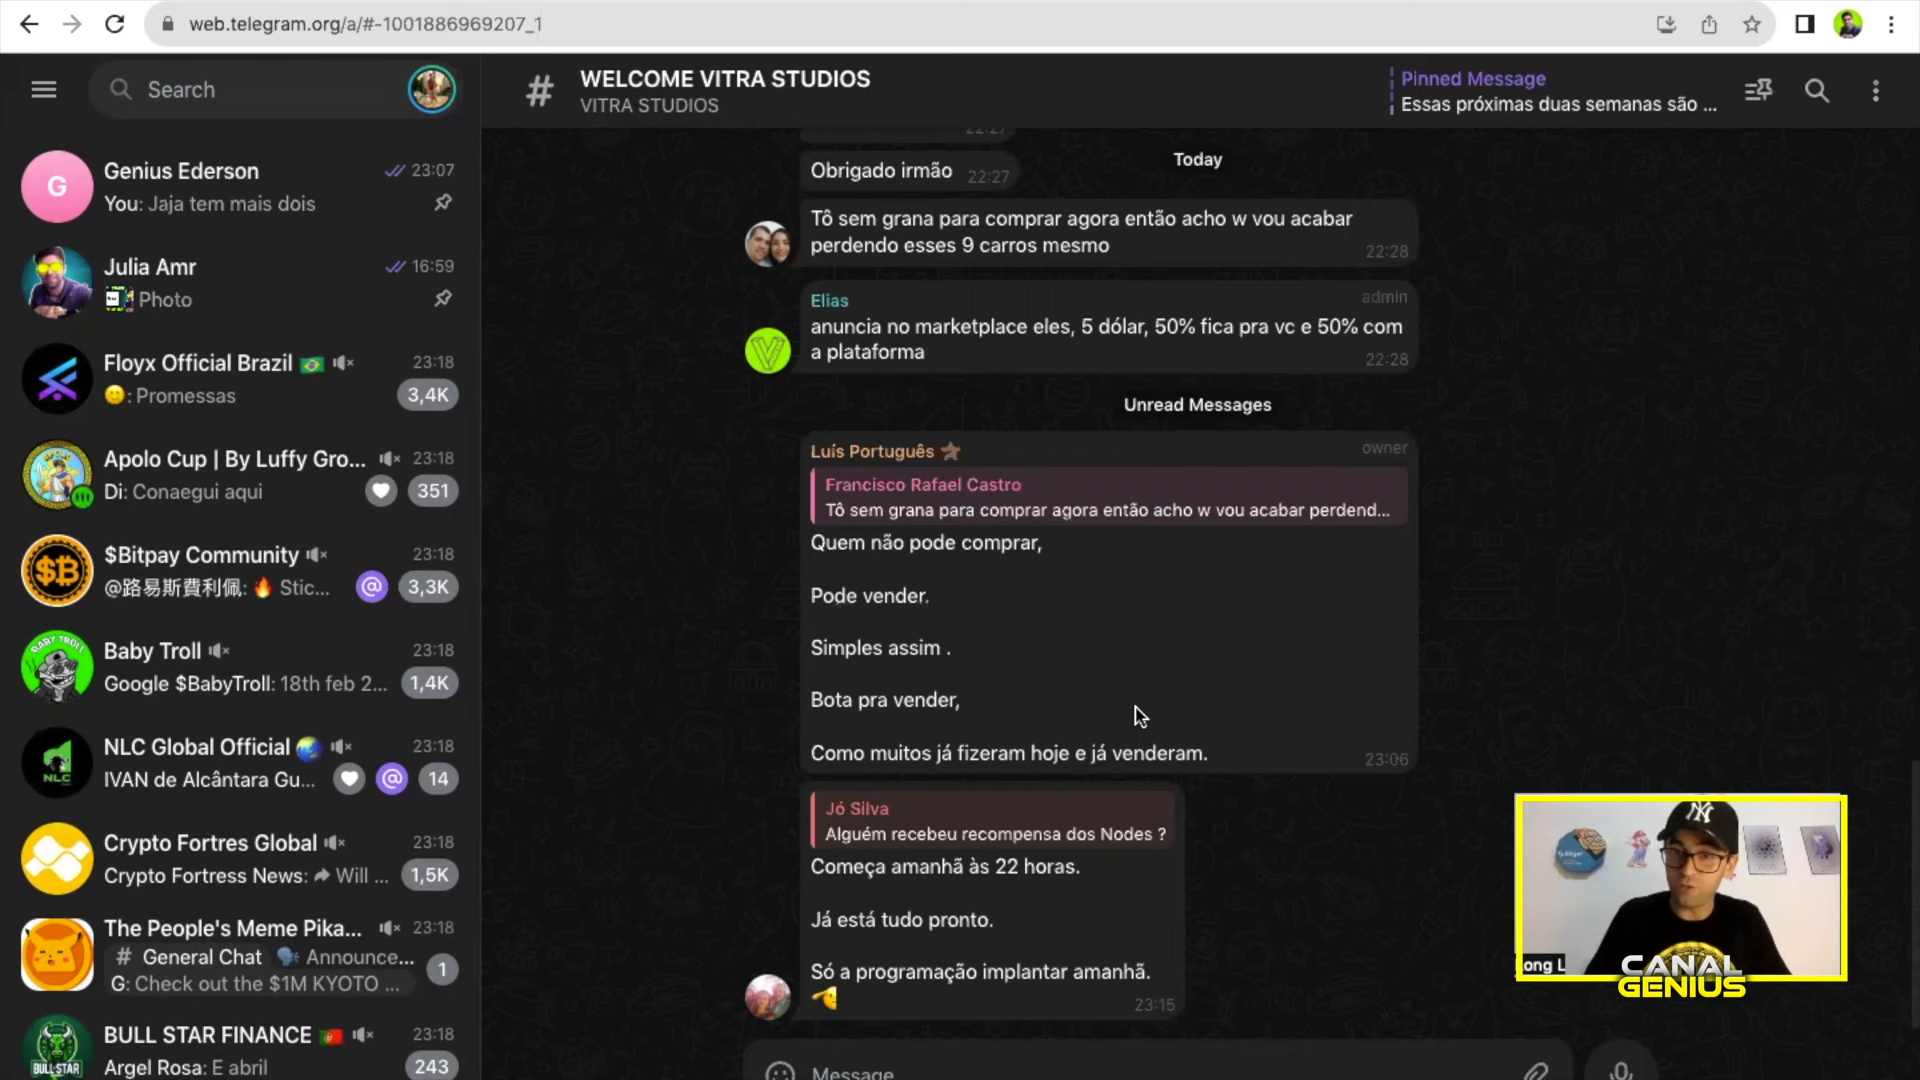 web.telegram.org/a/#-1001886969207_1
Search
WELCOME VITRA STUDIOS
VITRA STUDIOS
Pinned Message
Essas próximas duas semanas são ...
G
Genius Ederson
23:07
You: Jaja tem mais dois
Julia Amr
16:59
Photo
Floyx Official Brazil 🇧🇷
23:18
🙂: Promessas
3,4K
Apolo Cup | By Luffy Gro...
23:18
Di: Conaegui aqui
351
$Bitpay Community
23:18
@路易斯費利佩: 🔥 Stic...
@
3,3K
BABY TROLL
Baby Troll
23:18
Google $BabyTroll: 18th feb 2...
1,4K
NLC
NLC Global Official 🌏
23:18
IVAN de Alcântara Gu...
@
14
Crypto Fortres Global
23:18
Crypto Fortress News: Will ...
1,5K
The People's Meme Pika...
23:18
# General Chat 🗣 Announce...
G: Check out the $1M KYOTO ...
1
BULL STAR
BULL STAR FINANCE 🇵🇹
23:18
Argel Rosa: E abril
243
22:27
Obrigado irmão
22:27
Today
Tô sem grana para comprar agora então acho w vou acabar
perdendo esses 9 carros mesmo
22:28
Elias
admin
anuncia no marketplace eles, 5 dólar, 50% fica pra vc e 50% com
a plataforma
22:28
Unread Messages
Luís Português
owner
Francisco Rafael Castro
Tô sem grana para comprar agora então acho w vou acabar perdend...
Quem não pode comprar,
Pode vender.
Simples assim .
Bota pra vender,
Como muitos já fizeram hoje e já venderam.
23:06
Jó Silva
Alguém recebeu recompensa dos Nodes ?
Começa amanhã às 22 horas.
Já está tudo pronto.
Só a programação implantar amanhã.
23:15
Message
CANAL
GENIUS